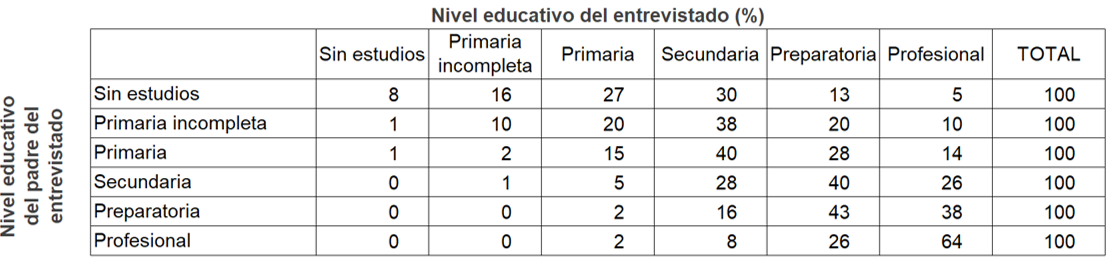 Nivel educativo del entrevistado (%)
Sin estudios Primaria incompleta Primaria Secundaria Preparatoria Profesional TOTAL
Nivel educativo del padre del entrevistado
Sin estudios 8 16 27 30 13 5 100
Primaria incompleta 1 10 20 38 20 10 100
Primaria 1 2 15 40 28 14 100
Secundaria 0 1 5 28 40 26 100
Preparatoria 0 0 2 16 43 38 100
Profesional 0 0 2 8 26 64 100